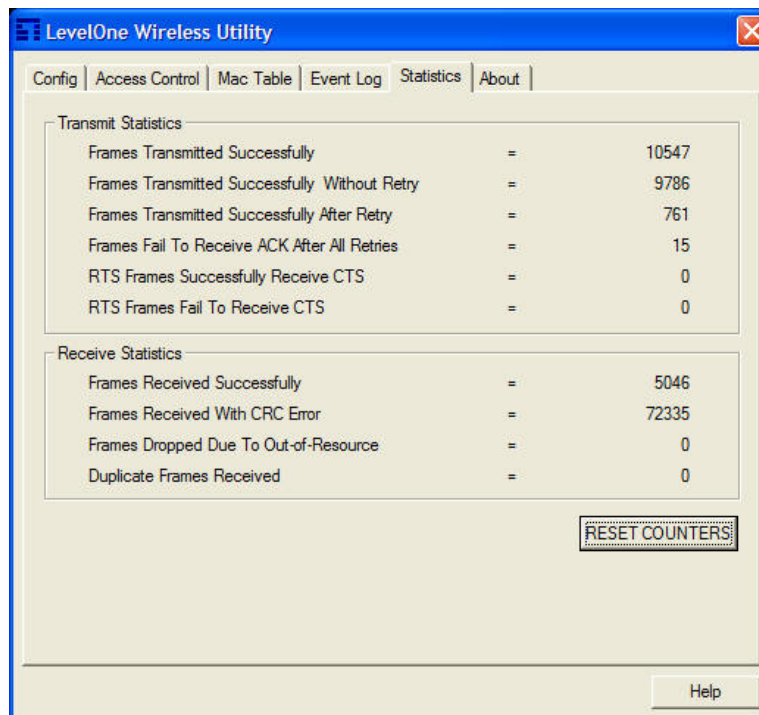 LevelOne Wireless Utility
Config Access Control Mac Table Event Log Statistics About
Transmit Statistics
Frames Transmitted Successfully = 10547
Frames Transmitted Successfully Without Retry = 9786
Frames Transmitted Successfully After Retry = 761
Frames Fail To Receive ACK After All Retries = 15
RTS Frames Successfully Receive CTS = 0
RTS Frames Fail To Receive CTS = 0
Receive Statistics
Frames Received Successfully = 5046
Frames Received With CRC Error = 72335
Frames Dropped Due To Out-of-Resource = 0
Duplicate Frames Received = 0
RESET COUNTERS
Help